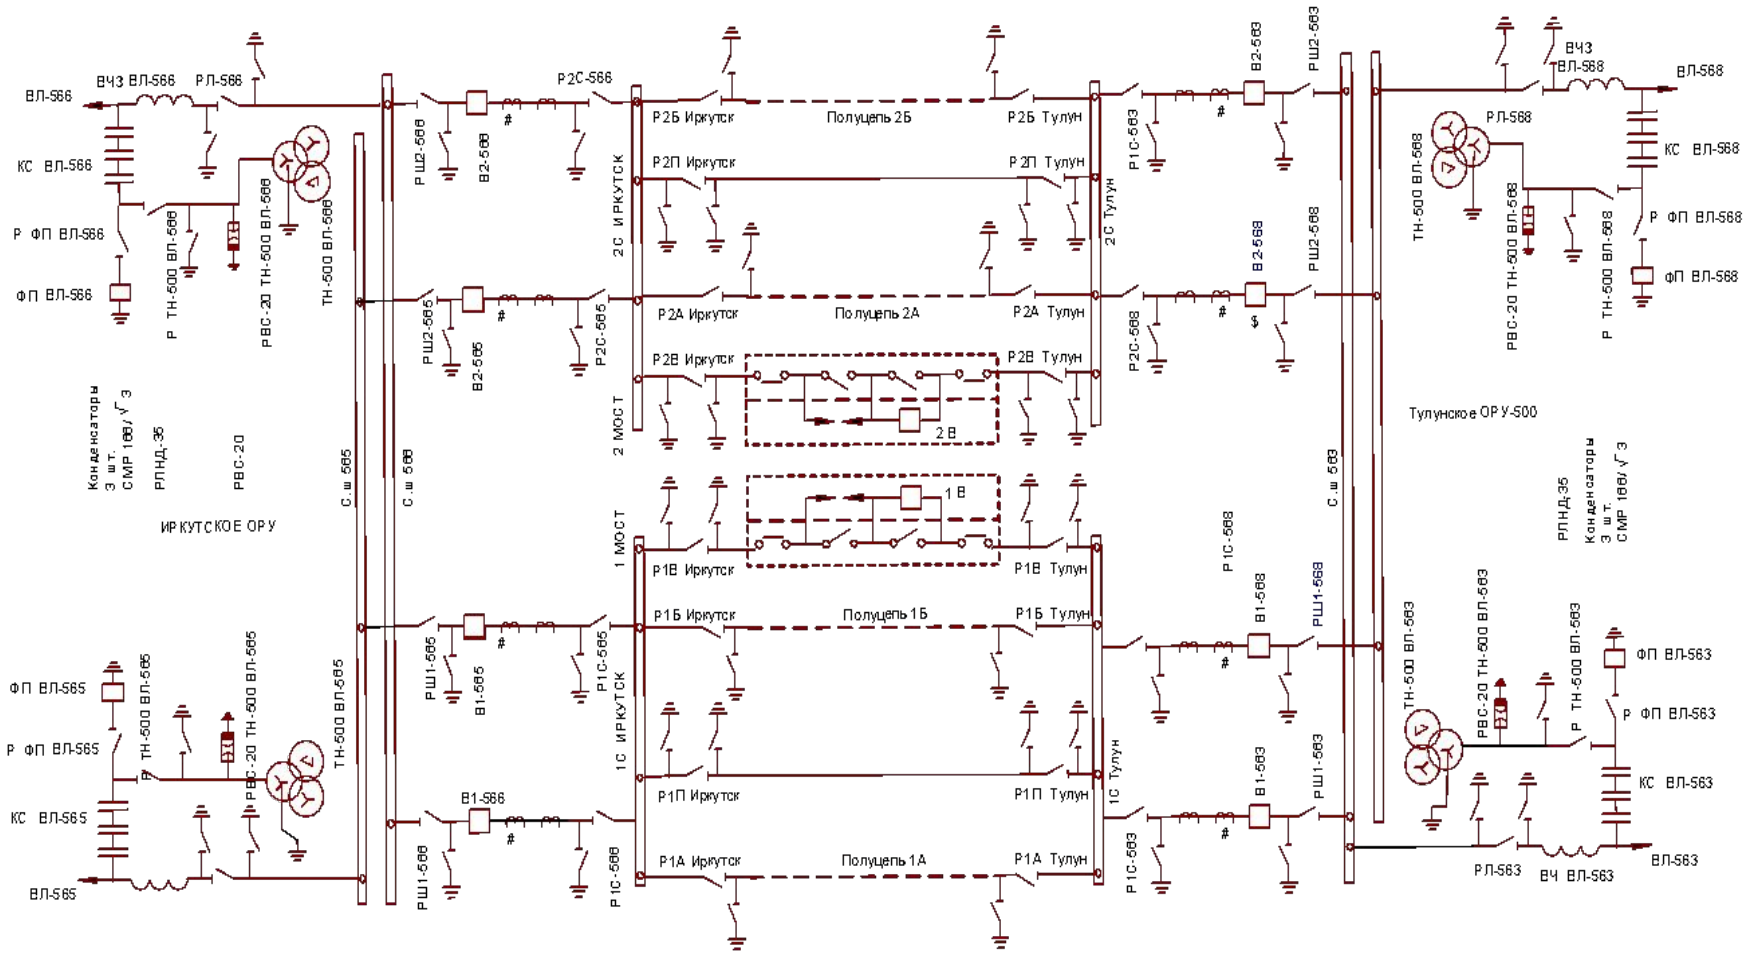 ВЧЗ ВЛ-566
РЛ-566
ВЛ-566
КС ВЛ-566
Р ФП ВЛ-566
ФП ВЛ-566
Р ТН-500 ВЛ-566
РВС-20 ТН-500 ВЛ-566
ТН-500 ВЛ-566
РШ2-566
В2-566
#
Р2С-566
Р2Б Иркутск
Полуцепь 2Б
Р2Б Тулун
Р2П Иркутск
Р2П Тулун
2С ИРКУТСК
2С Тулун
Р1С-563
#
В2-563
РШ2-563
ВЧЗ
ВЛ-568
ВЛ-568
РЛ-568
ТН-500 ВЛ-568
КС ВЛ-568
РВС-20 ТН-500 ВЛ-568
Р ТН-500 ВЛ-568
Р ФП ВЛ-568
ФП ВЛ-568
РШ2-565
В2-565
#
Р2С-565
Р2А Иркутск
Полуцепь 2А
Р2А Тулун
Р2С-568
#
В2-568
$
РШ2-568
Р2В Иркутск
Р2В Тулун
2 В
2 МОСТ
Конденсаторы
3 шт.
СМР 166/√3
РЛНД-35
РВС-20
ИРКУТСКОЕ ОРУ
С.ш 565
С.ш 566
С.ш 563
Тулунское ОРУ-500
РЛНД-35
Конденсаторы
3 шт.
СМР 166/√3
1 В
1 МОСТ
Р1В Иркутск
Р1В Тулун
Р1Б Иркутск
Полуцепь 1Б
Р1Б Тулун
РШ1-565
В1-565
#
Р1С-565
Р1С-568
#
В1-568
РШ1-568
1С ИРКУТСК
1С Тулун
Р1П Иркутск
Р1П Тулун
ФП ВЛ-565
Р ФП ВЛ-565
Р ТН-500 ВЛ-565
РВС-20 ТН-500 ВЛ-565
ТН-500 ВЛ-565
КС ВЛ-565
ВЛ-565
РШ1-566
В1-566
#
Р1С-566
Р1А Иркутск
Полуцепь 1А
Р1А Тулун
Р1С-563
#
В1-563
РШ1-563
ТН-500 ВЛ-563
РВС-20 ТН-500 ВЛ-563
Р ТН-500 ВЛ-563
ФП ВЛ-563
Р ФП ВЛ-563
КС ВЛ-563
ВЛ-563
РЛ-563
ВЧ ВЛ-563